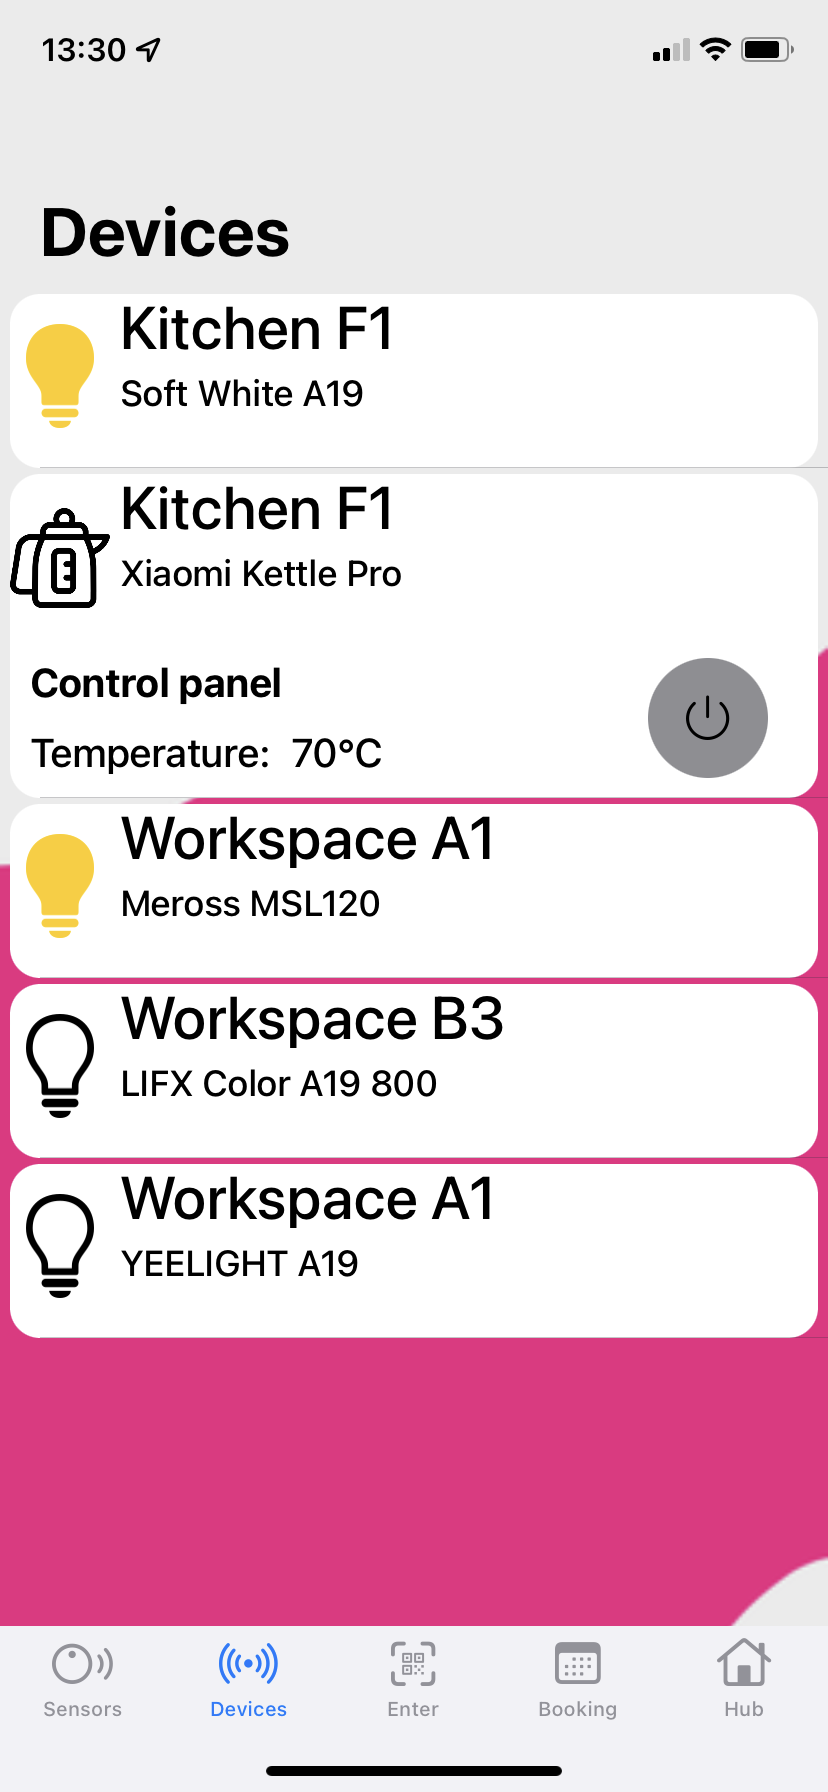 13:30
Devices
Kitchen F1
Soft White A19
Kitchen F1
Xiaomi Kettle Pro
Control panel
Temperature: 70°C
Workspace A1
Meross MSL120
Workspace B3
LIFX Color A19 800
Workspace A1
YEELIGHT A19
Sensors Devices Enter Booking Hub